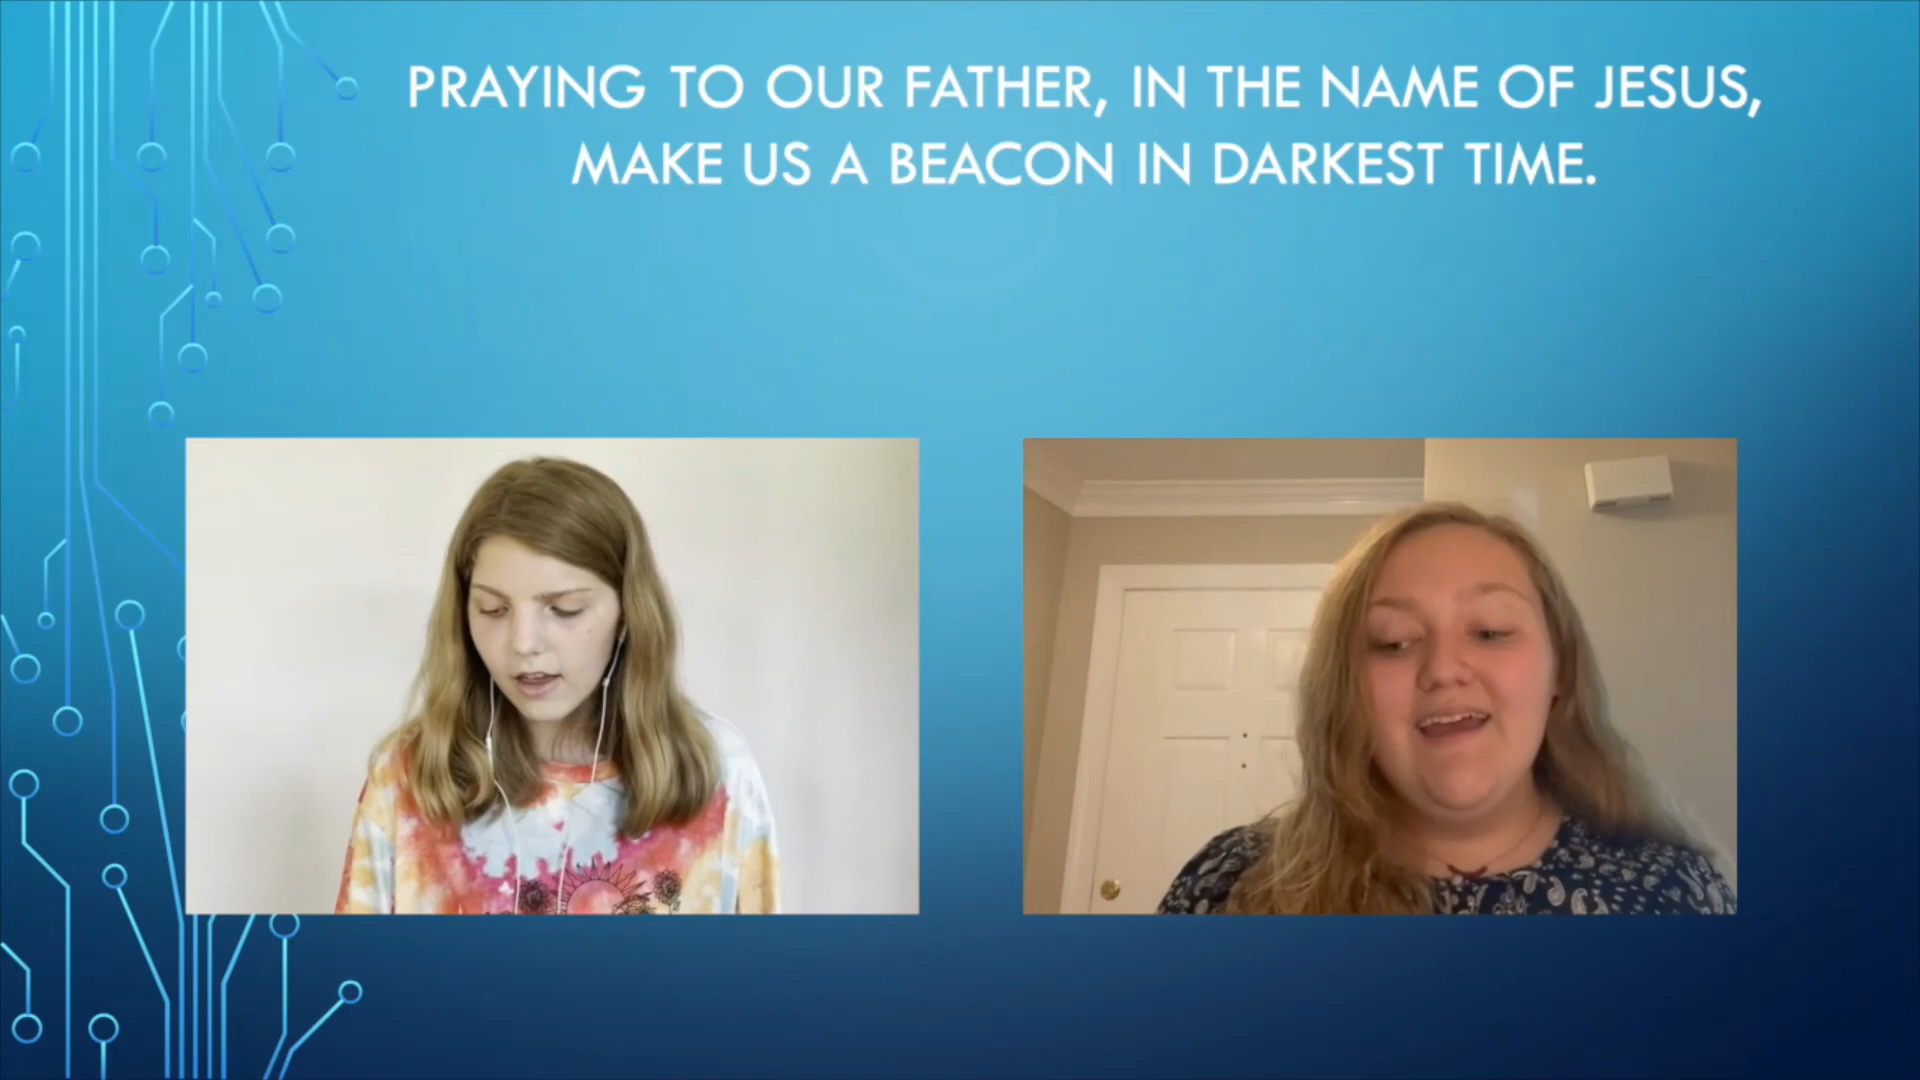 PRAYING TO OUR FATHER, IN THE NAME OF JESUS,
MAKE US A BEACON IN DARKEST TIME.